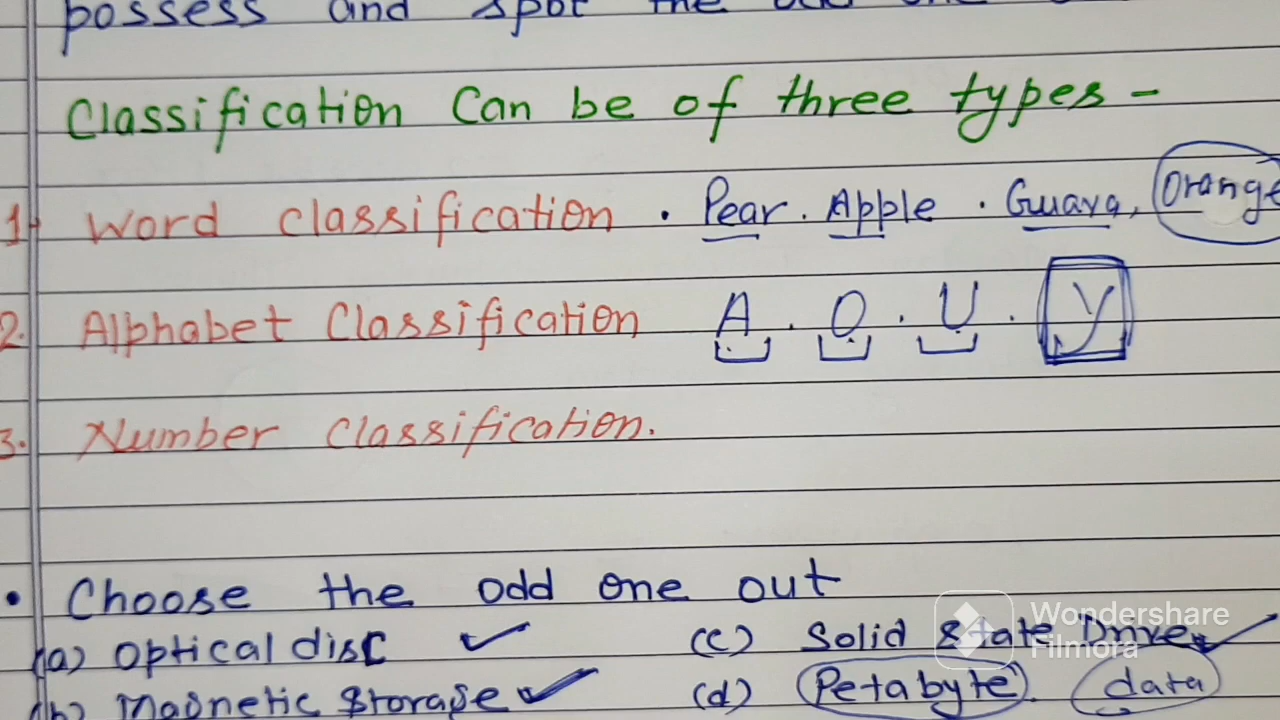 possess and spot the odd one
Classification Can be of three types -
1. Word classification . Pear . Apple . Guava, Orange
2. Alphabet Classification A . O . U . Y
3. Number Classification.
• Choose the odd one out
(a) Optical disc ✓ (c) Solid State Drive ✓
(b) Magnetic Storage ✓ (d) Petabyte . data
Wondershare
Filmora